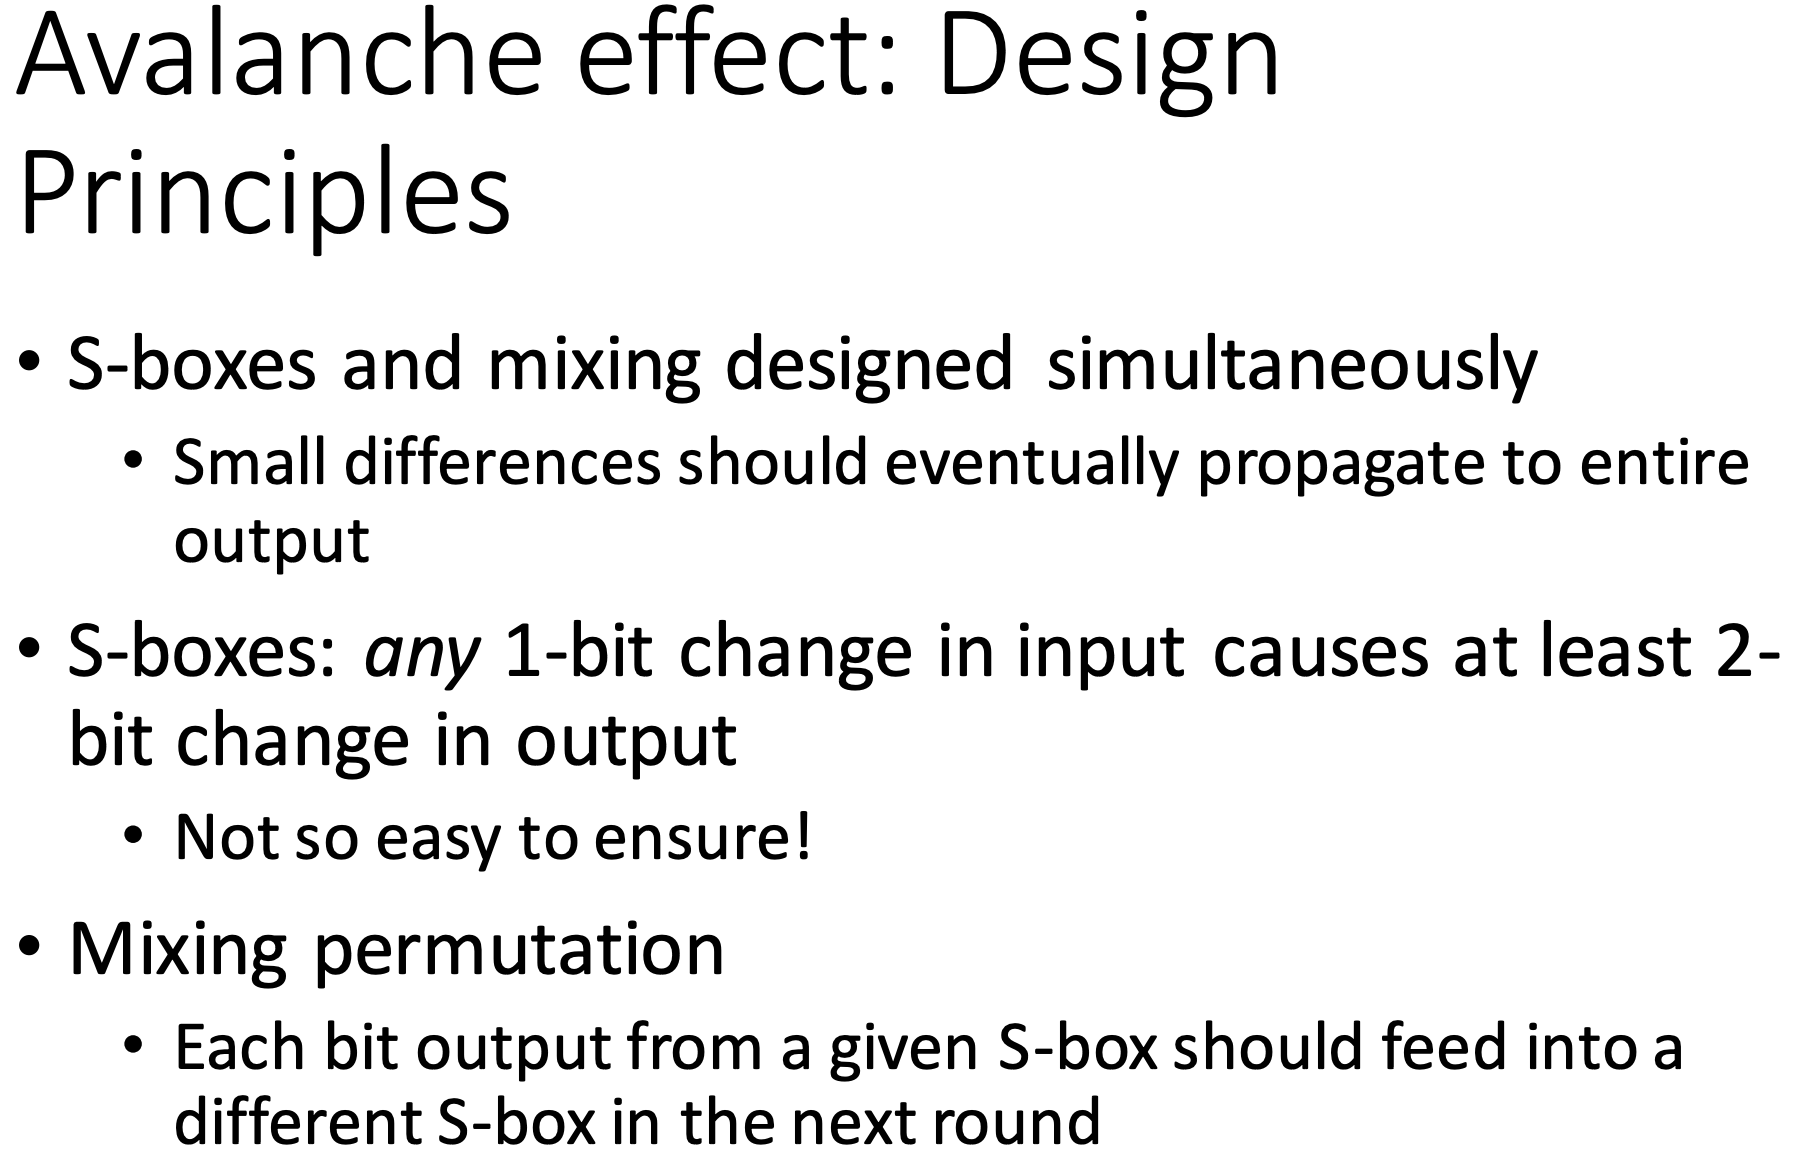 Avalanche effect: Design
Principles
• S-boxes and mixing designed simultaneously
• Small differences should eventually propagate to entire
output
• S-boxes: any 1-bit change in input causes at least 2-
bit change in output
• Not so easy to ensure!
• Mixing permutation
• Each bit output from a given S-box should feed into a
different S-box in the next round